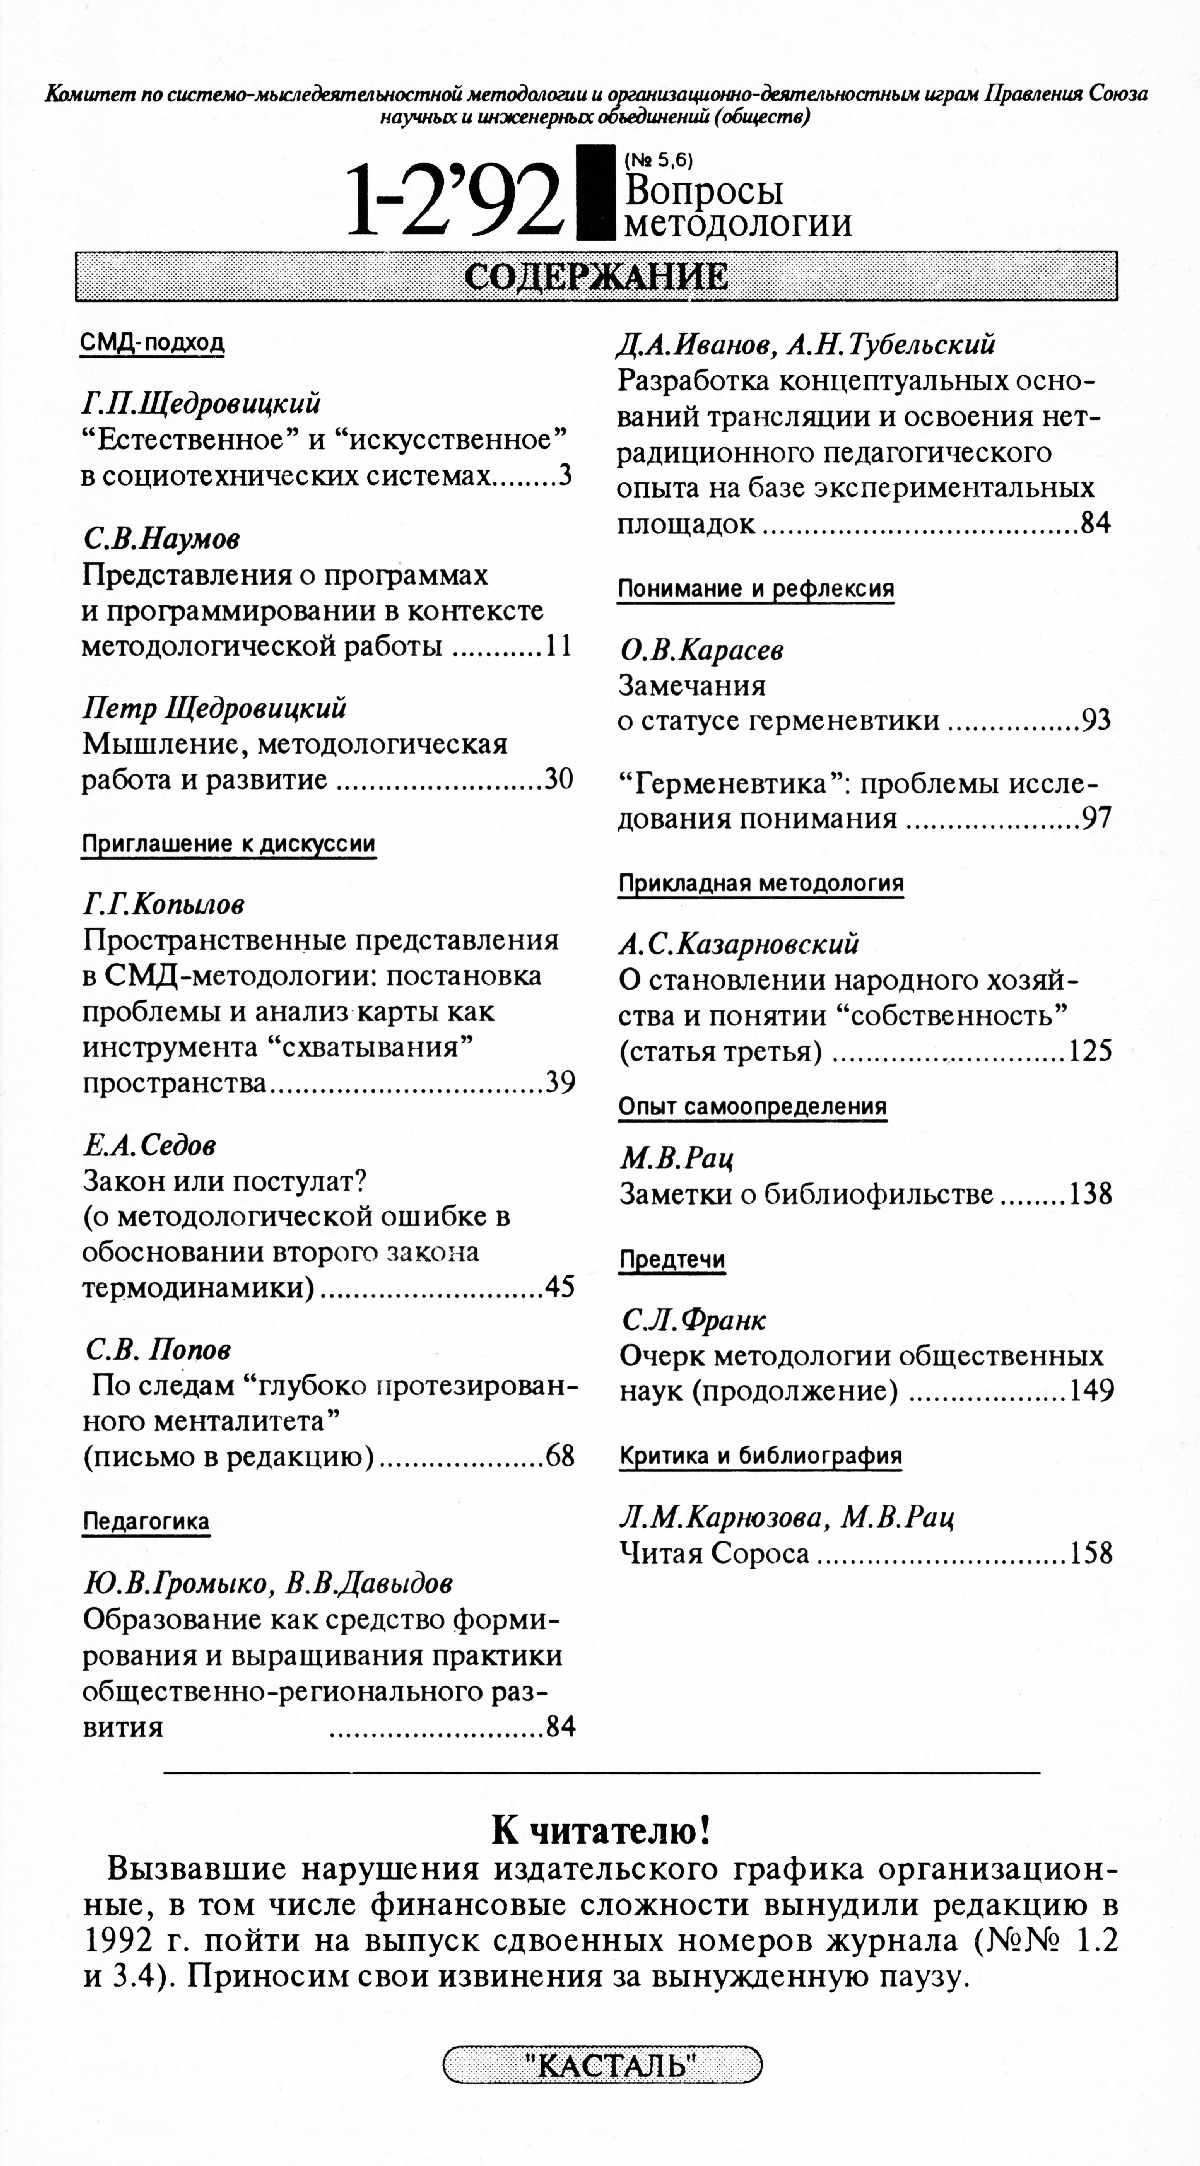 Комитет по системо-мыследеятельностной методологии и организационно-деятельностным играм Правления Союза
научных и инженерных объединений (обществ)
1-2’92
(№ 5,6)
Вопросы
методологии
СОДЕРЖАНИЕ
СМД-подход
Г.П.Щедровицкий
“Естественное” и “искусственное”
в социотехнических системах........3
С.В.Наумов
Представления о программах
и программировании в контексте
методологической работы ...........11
Петр Щедровицкий
Мышление, методологическая
работа и развитие .........................30
Приглашение к дискуссии
Г.Г.Копылов
Пространственные представления
в СМД-методологии: постановка
проблемы и анализ карты как
инструмента “схватывания”
пространства.................................39
Е.А.Седов
Закон или постулат?
(о методологической ошибке в
обосновании второго закона
термодинамики)...........................45
С.В. Попов
По следам “глубоко протезирован-
ного менталитета”
(письмо в редакцию)....................68
Педагогика
Ю.В.Громыко, В.В.Давыдов
Образование как средство форми-
рования и выращивания практики
общественно-регионального раз-
вития ..........................84
Д.А.Иванов, А.Н.Тубельский
Разработка концептуальных осно-
ваний трансляции и освоения нет-
радиционного педагогического
опыта на базе экспериментальных
площадок ......................................84
Понимание и рефлексия
О.В.Карасев
Замечания
о статусе герменевтики ................93
“Герменевтика”: проблемы иссле-
дования понимания .....................97
Прикладная методология
А.С.Казарновский
О становлении народного хозяй-
ства и понятии “собственность”
(статья третья) ............................125
Опыт самоопределения
М.В.Рац
Заметки о библиофильстве ........138
Предтечи
С.Л.Франк
Очерк методологии общественных
наук (продолжение) ...................149
Критика и библиография
Л.М.Карнозова, М.В.Рац
Читая Сороса ..............................158
К читателю!
Вызвавшие нарушения издательского графика организацион-
ные, в том числе финансовые сложности вынудили редакцию в
1992 г. пойти на выпуск сдвоенных номеров журнала (№№ 1.2
и 3.4). Приносим свои извинения за вынужденную паузу.
"КАСТАЛЬ"